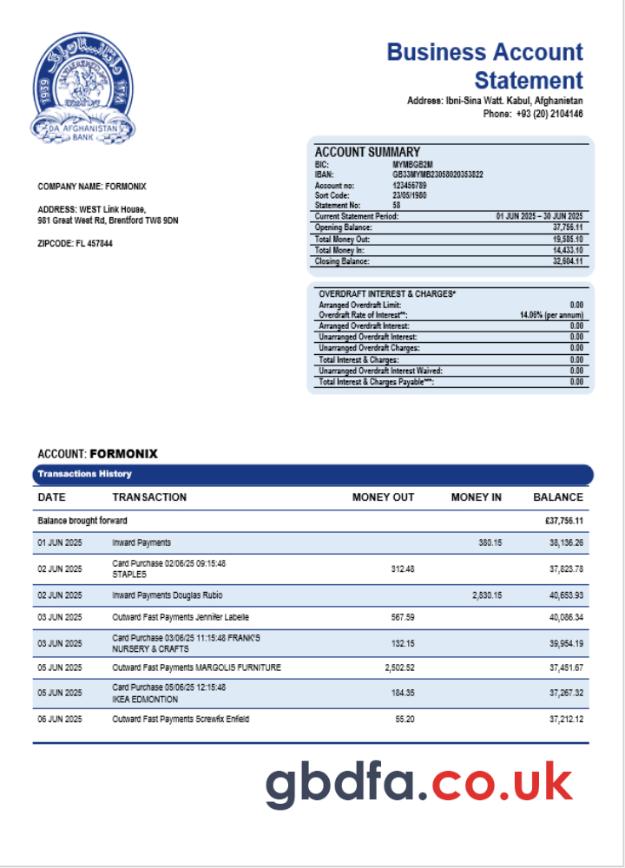 Business Account
Statement
Address: Ibni-Sina Watt. Kabul, Afghanistan
Phone: +93 (20) 2104146
1939
DA AFGHANISTAN
BANK
COMPANY NAME: FORMONIX
ADDRESS: WEST Link House,
981 Great West Rd, Brentford TW8 9DN
ZIPCODE: FL 457844
ACCOUNT SUMMARY
BIC: MYMBGB2M
IBAN: GB33MYMB23058020353822
Account no: 123456789
Sort Code: 23/05/1980
Statement No: 58
Current Statement Period: 01 JUN 2025 – 30 JUN 2025
Opening Balance: 37,756.11
Total Money Out: 19,585.10
Total Money In: 14,433.10
Closing Balance: 32,604.11
OVERDRAFT INTEREST & CHARGES*
Arranged Overdraft Limit: 0.00
Overdraft Rate of Interest**: 14.06% (per annum)
Arranged Overdraft Interest: 0.00
Unarranged Overdraft Interest: 0.00
Unarranged Overdraft Charges: 0.00
Total Interest & Charges: 0.00
Unarranged Overdraft Interest Waived: 0.00
Total Interest & Charges Payable***: 0.00
ACCOUNT: FORMONIX
Transactions History
DATE TRANSACTION MONEY OUT MONEY IN BALANCE
Balance brought forward £37,756.11
01 JUN 2025 Inward Payments 380.15 38,136.26
02 JUN 2025 Card Purchase 02/06/25 09:15:48 312.48 37,823.78
STAPLES
02 JUN 2025 Inward Payments Douglas Rubio 2,830.15 40,653.93
03 JUN 2025 Outward Fast Payments Jennifer Labelle 567.59 40,086.34
03 JUN 2025 Card Purchase 03/06/25 11:15:48 FRANK'S 132.15 39,954.19
NURSERY & CRAFTS
05 JUN 2025 Outward Fast Payments MARGOLIS FURNITURE 2,502.52 37,451.67
05 JUN 2025 Card Purchase 05/06/25 12:15:48 184.35 37,267.32
IKEA EDMONTION
06 JUN 2025 Outward Fast Payments Screwfix Enfield 55.20 37,212.12
gbdfa.co.uk